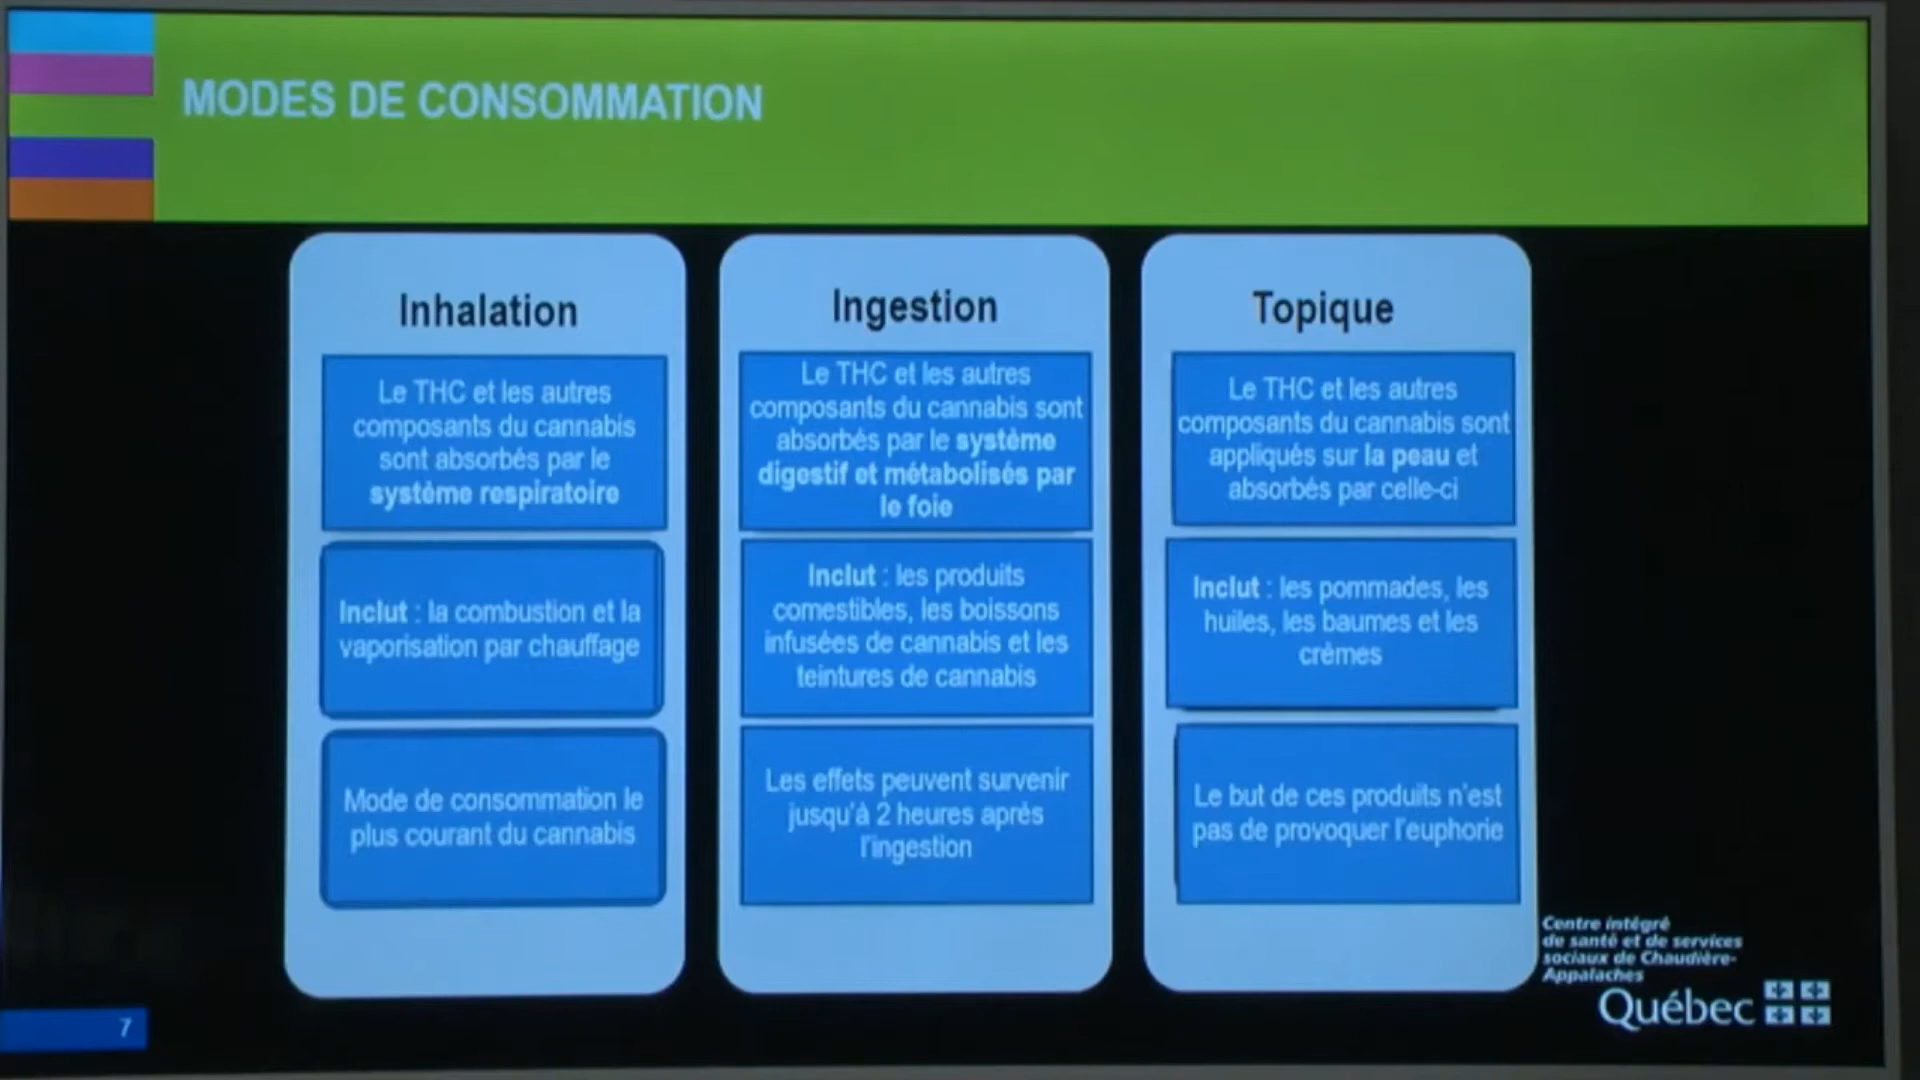 MODES DE CONSOMMATION
Inhalation
Le THC et les autres
composants du cannabis
sont absorbés par le
système respiratoire
Inclut : la combustion et la
vaporisation par chauffage
Mode de consommation le
plus courant du cannabis
Ingestion
Le THC et les autres
composants du cannabis sont
absorbés par le système
digestif et métabolisés par
le foie
Inclut : les produits
comestibles, les boissons
infusées de cannabis et les
teintures de cannabis
Les effets peuvent survenir
jusqu'à 2 heures après
l'ingestion
Topique
Le THC et les autres
composants du cannabis sont
appliqués sur la peau et
absorbés par celle-ci
Inclut : les pommades, les
huiles, les baumes et les
crèmes
Le but de ces produits n'est
pas de provoquer l'euphorie
Centre intégré
de santé et de services
sociaux de Chaudière-
Appalaches
Québec
7